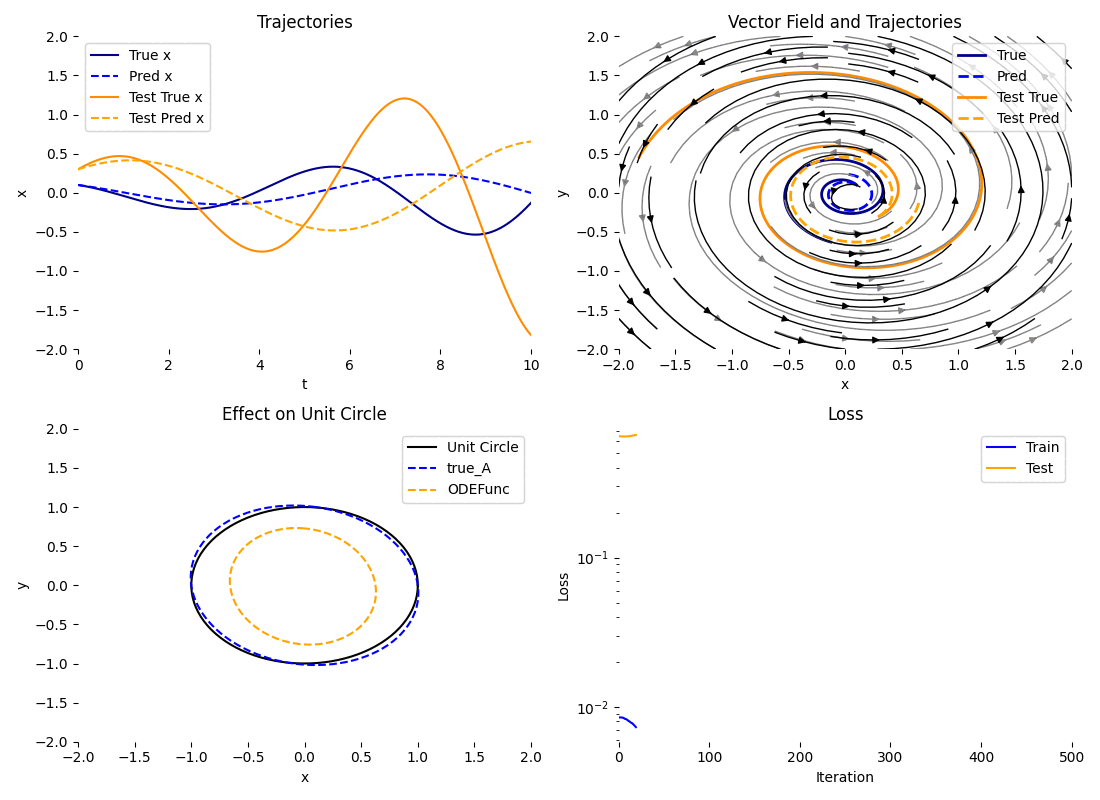 Trajectories
True x
Pred x
Test True x
Test Pred x
2.0
1.5
1.0
0.5
0.0
−0.5
−1.0
−1.5
−2.0
x
0 2 4 6 8 10
t
Vector Field and Trajectories
True
Pred
Test True
Test Pred
2.0
1.5
1.0
0.5
0.0
−0.5
−1.0
−1.5
−2.0
y
−2.0 −1.5 −1.0 −0.5 0.0 0.5 1.0 1.5 2.0
x
Effect on Unit Circle
Unit Circle
true_A
ODEFunc
2.0
1.5
1.0
0.5
0.0
−0.5
−1.0
−1.5
−2.0
y
−2.0 −1.5 −1.0 −0.5 0.0 0.5 1.0 1.5 2.0
x
Loss
Train
Test
10⁻¹
10⁻²
Loss
0 100 200 300 400 500
Iteration